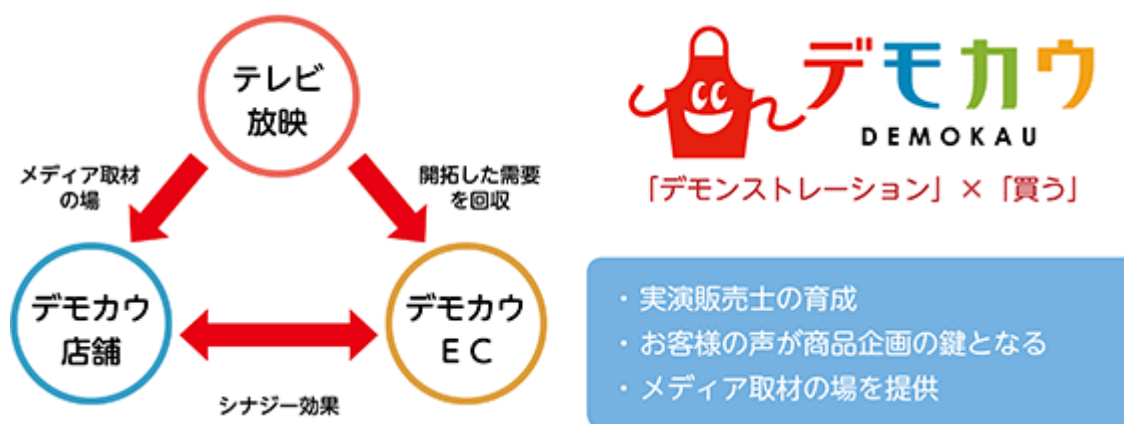 テレビ
放映
メディア取材
の場
開拓した需要
を回収
デモカウ
店舗
デモカウ
ＥＣ
シナジー効果
デモカウ
DEMOKAU
「デモンストレーション」×「買う」
・実演販売士の育成
・お客様の声が商品企画の鍵となる
・メディア取材の場を提供